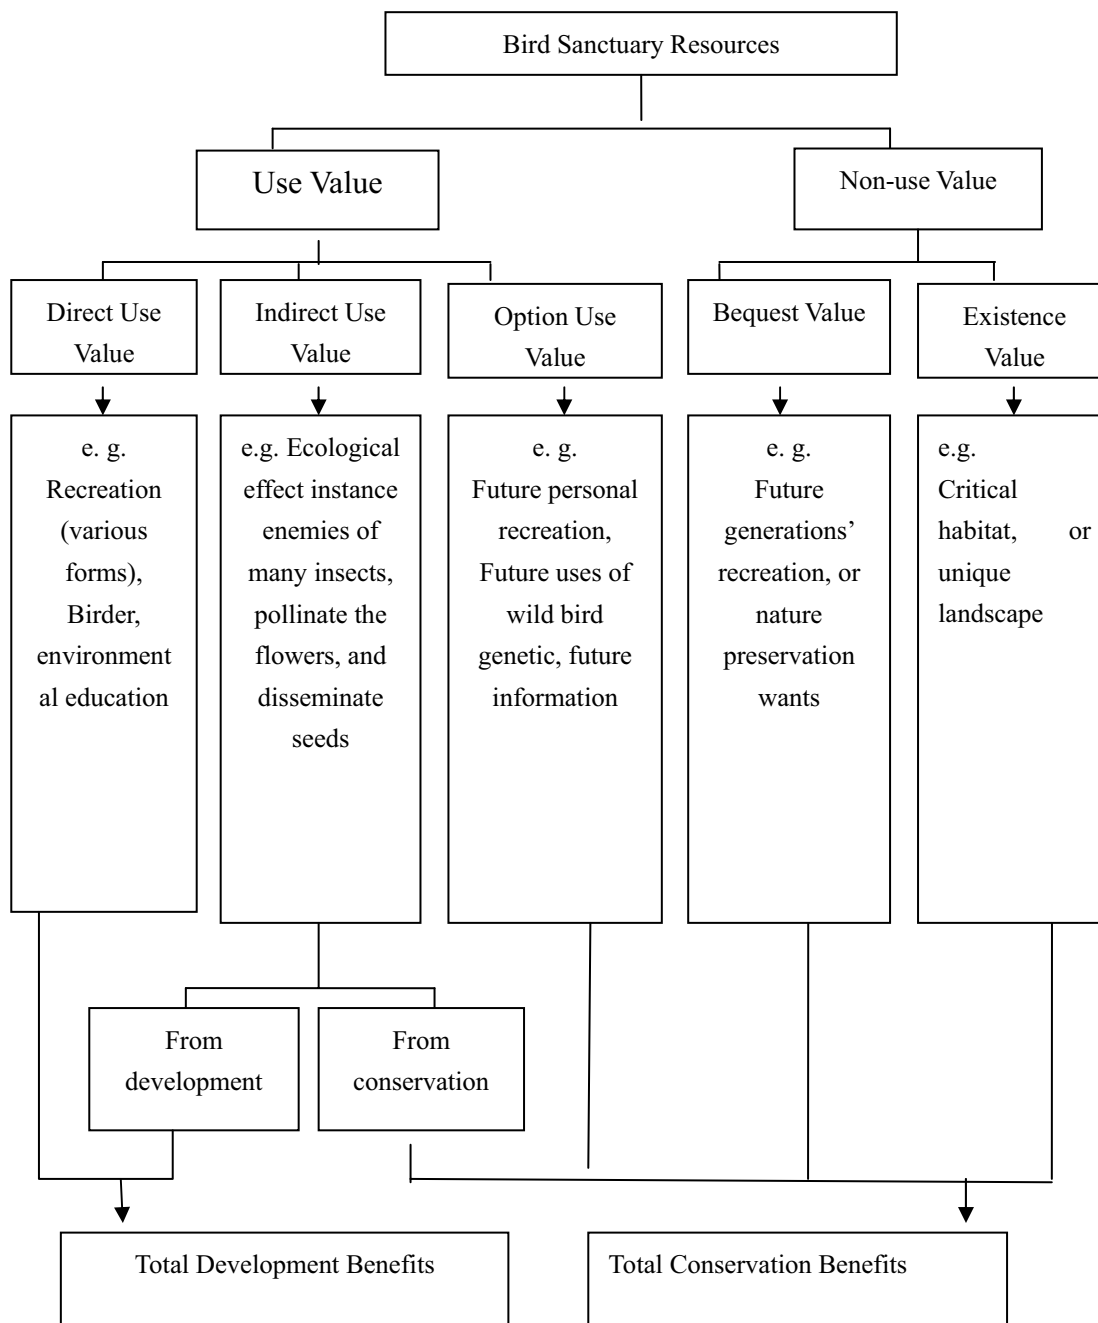 Bird Sanctuary Resources
Use Value
Non-use Value
Direct Use
Value
Indirect Use
Value
Option Use
Value
Bequest Value
Existence
Value
e. g.
Recreation
(various
forms),
Birder,
environment
al education
e.g. Ecological
effect instance
enemies of
many insects,
pollinate the
flowers, and
disseminate
seeds
e. g.
Future personal
recreation,
Future uses of
wild bird
genetic, future
information
e. g.
Future
generations’
recreation, or
nature
preservation
wants
e.g.
Critical
habitat, or
unique
landscape
From
development
From
conservation
Total Development Benefits
Total Conservation Benefits